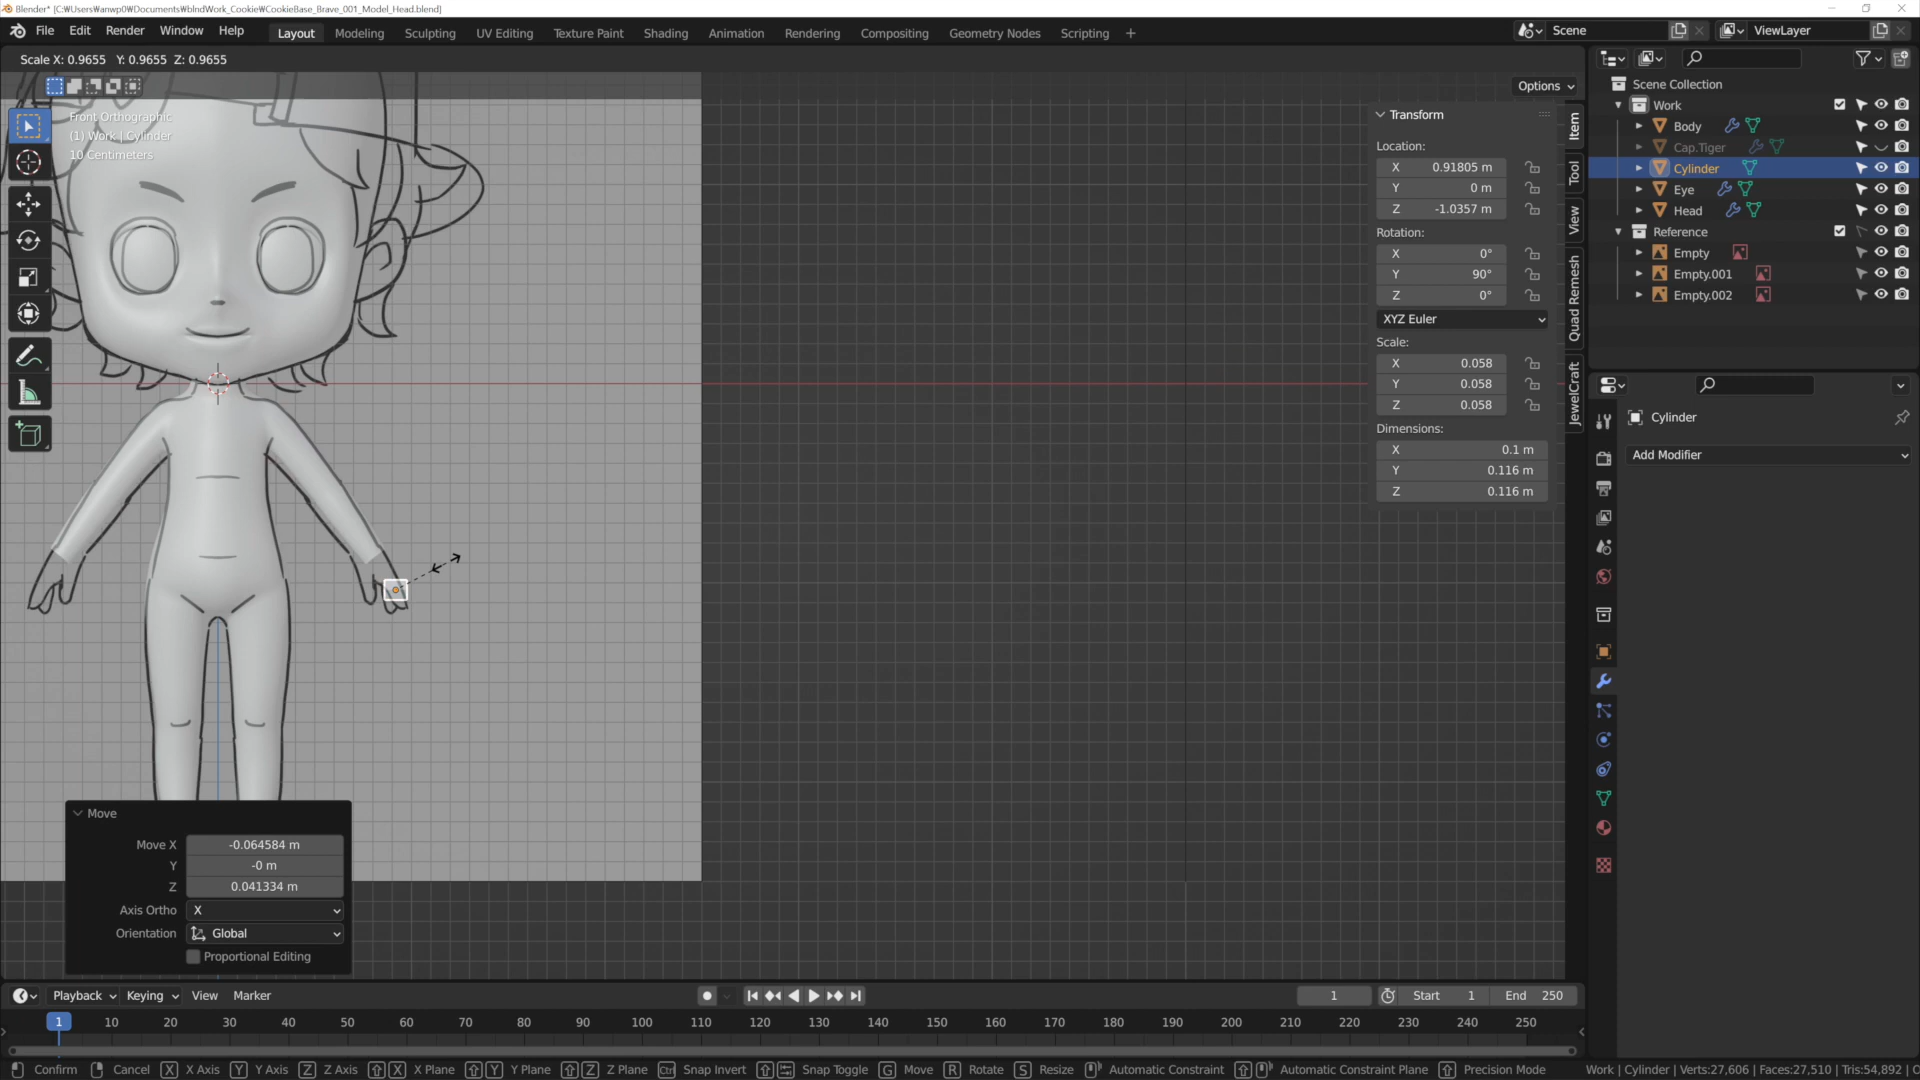 Blender* [C:₩Users₩anwp0₩Documents₩blndWork_Cookie₩CookieBase_Brave_001_Model_Head.blend]
File Edit Render Window Help Layout Modeling Sculpting UV Editing Texture Paint Shading Animation Rendering Compositing Geometry Nodes Scripting + Scene ViewLayer
Scale X: 0.9655 Y: 0.9655 Z: 0.9655
Options
Front Orthographic
(1) Work | Cylinder
10 Centimeters
Transform
Location:
X 0.91805 m
Y 0 m
Z -1.0357 m
Rotation:
X 0°
Y 90°
Z 0°
XYZ Euler
Scale:
X 0.058
Y 0.058
Z 0.058
Dimensions:
X 0.1 m
Y 0.116 m
Z 0.116 m
Item
Tool
View
Quad Remesh
JewelCraft
Scene Collection
Work
Body
Cap.Tiger
Cylinder
Eye
Head
Reference
Empty
Empty.001
Empty.002
Cylinder
Add Modifier
Move
Move X -0.064584 m
Y -0 m
Z 0.041334 m
Axis Ortho X
Orientation Global
Proportional Editing
Playback Keying View Marker 1 Start 1 End 250
1 10 20 30 40 50 60 70 80 90 100 110 120 130 140 150 160 170 180 190 200 210 220 230 240 250
Confirm Cancel X X Axis Y Y Axis Z Z Axis X X Plane Y Y Plane Z Z Plane Ctrl Snap Invert Snap Toggle G Move R Rotate S Resize Automatic Constraint Automatic Constraint Plane Precision Mode Work | Cylinder | Verts:27,606 | Faces:27,510 | Tris:54,892 |